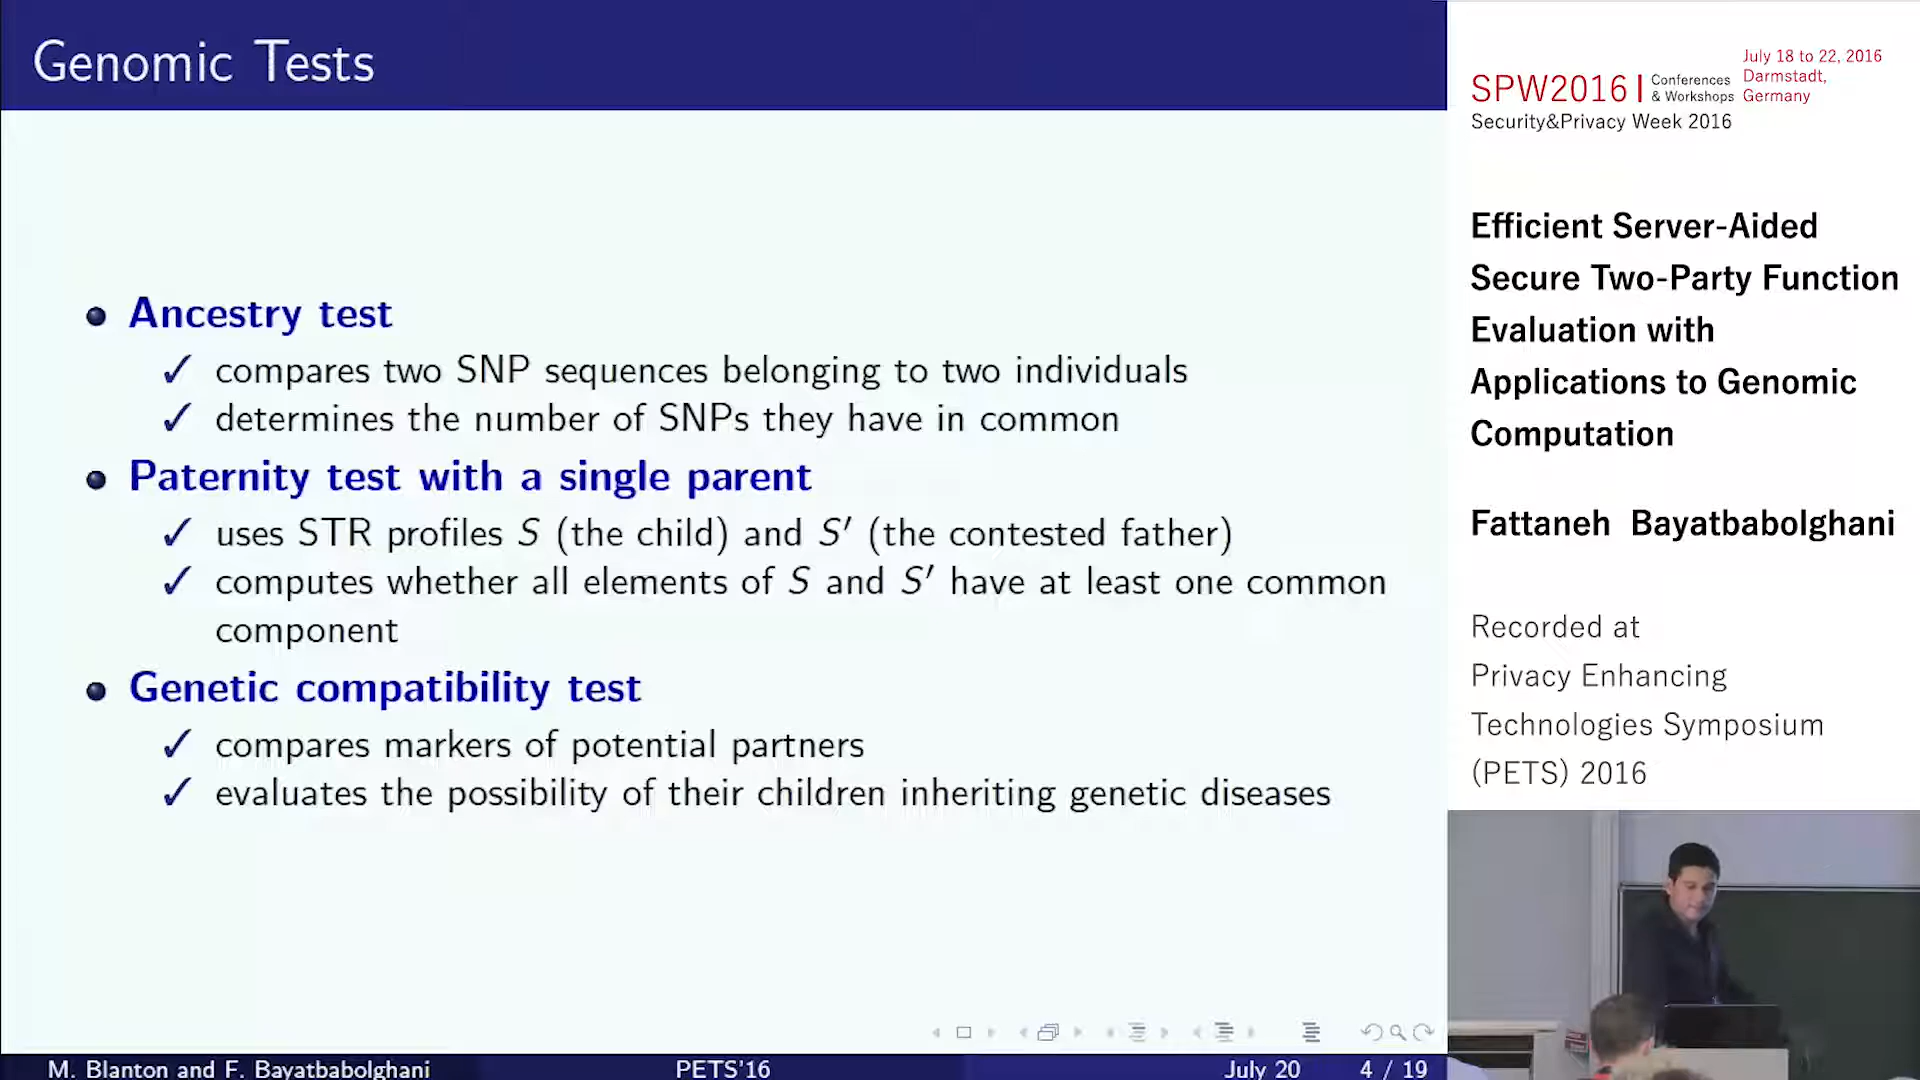 Genomic Tests
Ancestry test
✓ compares two SNP sequences belonging to two individuals
✓ determines the number of SNPs they have in common
Paternity test with a single parent
✓ uses STR profiles S (the child) and S′ (the contested father)
✓ computes whether all elements of S and S′ have at least one common
component
Genetic compatibility test
✓ compares markers of potential partners
✓ evaluates the possibility of their children inheriting genetic diseases
M. Blanton and F. Bayatbabolghani
PETS'16
July 20
4 / 19
SPW2016 | Conferences
& Workshops
July 18 to 22, 2016
Darmstadt,
Germany
Security&Privacy Week 2016
Efficient Server-Aided
Secure Two-Party Function
Evaluation with
Applications to Genomic
Computation
Fattaneh Bayatbabolghani
Recorded at
Privacy Enhancing
Technologies Symposium
(PETS) 2016